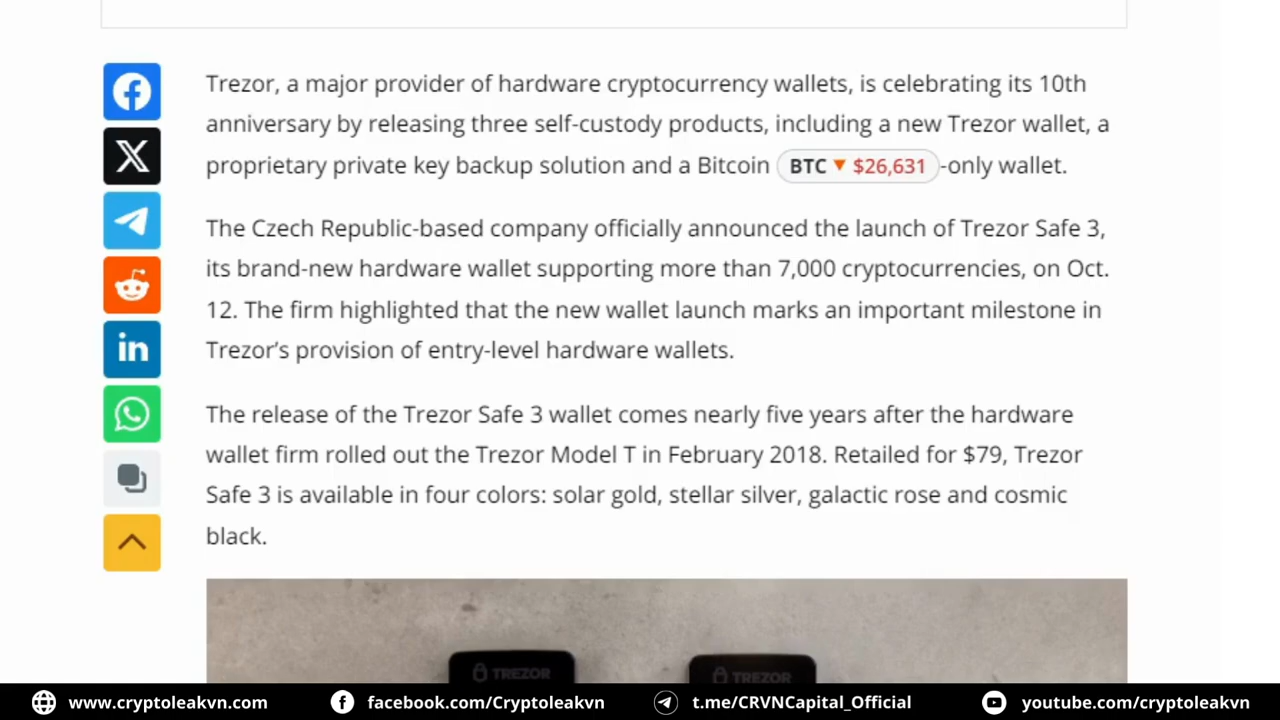 Trezor, a major provider of hardware cryptocurrency wallets, is celebrating its 10th
anniversary by releasing three self-custody products, including a new Trezor wallet, a
proprietary private key backup solution and a Bitcoin BTC ▼ $26,631 -only wallet.
The Czech Republic-based company officially announced the launch of Trezor Safe 3,
its brand-new hardware wallet supporting more than 7,000 cryptocurrencies, on Oct.
12. The firm highlighted that the new wallet launch marks an important milestone in
Trezor’s provision of entry-level hardware wallets.
The release of the Trezor Safe 3 wallet comes nearly five years after the hardware
wallet firm rolled out the Trezor Model T in February 2018. Retailed for $79, Trezor
Safe 3 is available in four colors: solar gold, stellar silver, galactic rose and cosmic
black.
TREZOR TREZOR
www.cryptoleakvn.com facebook.com/Cryptoleakvn t.me/CRVNCapital_Official youtube.com/cryptoleakvn